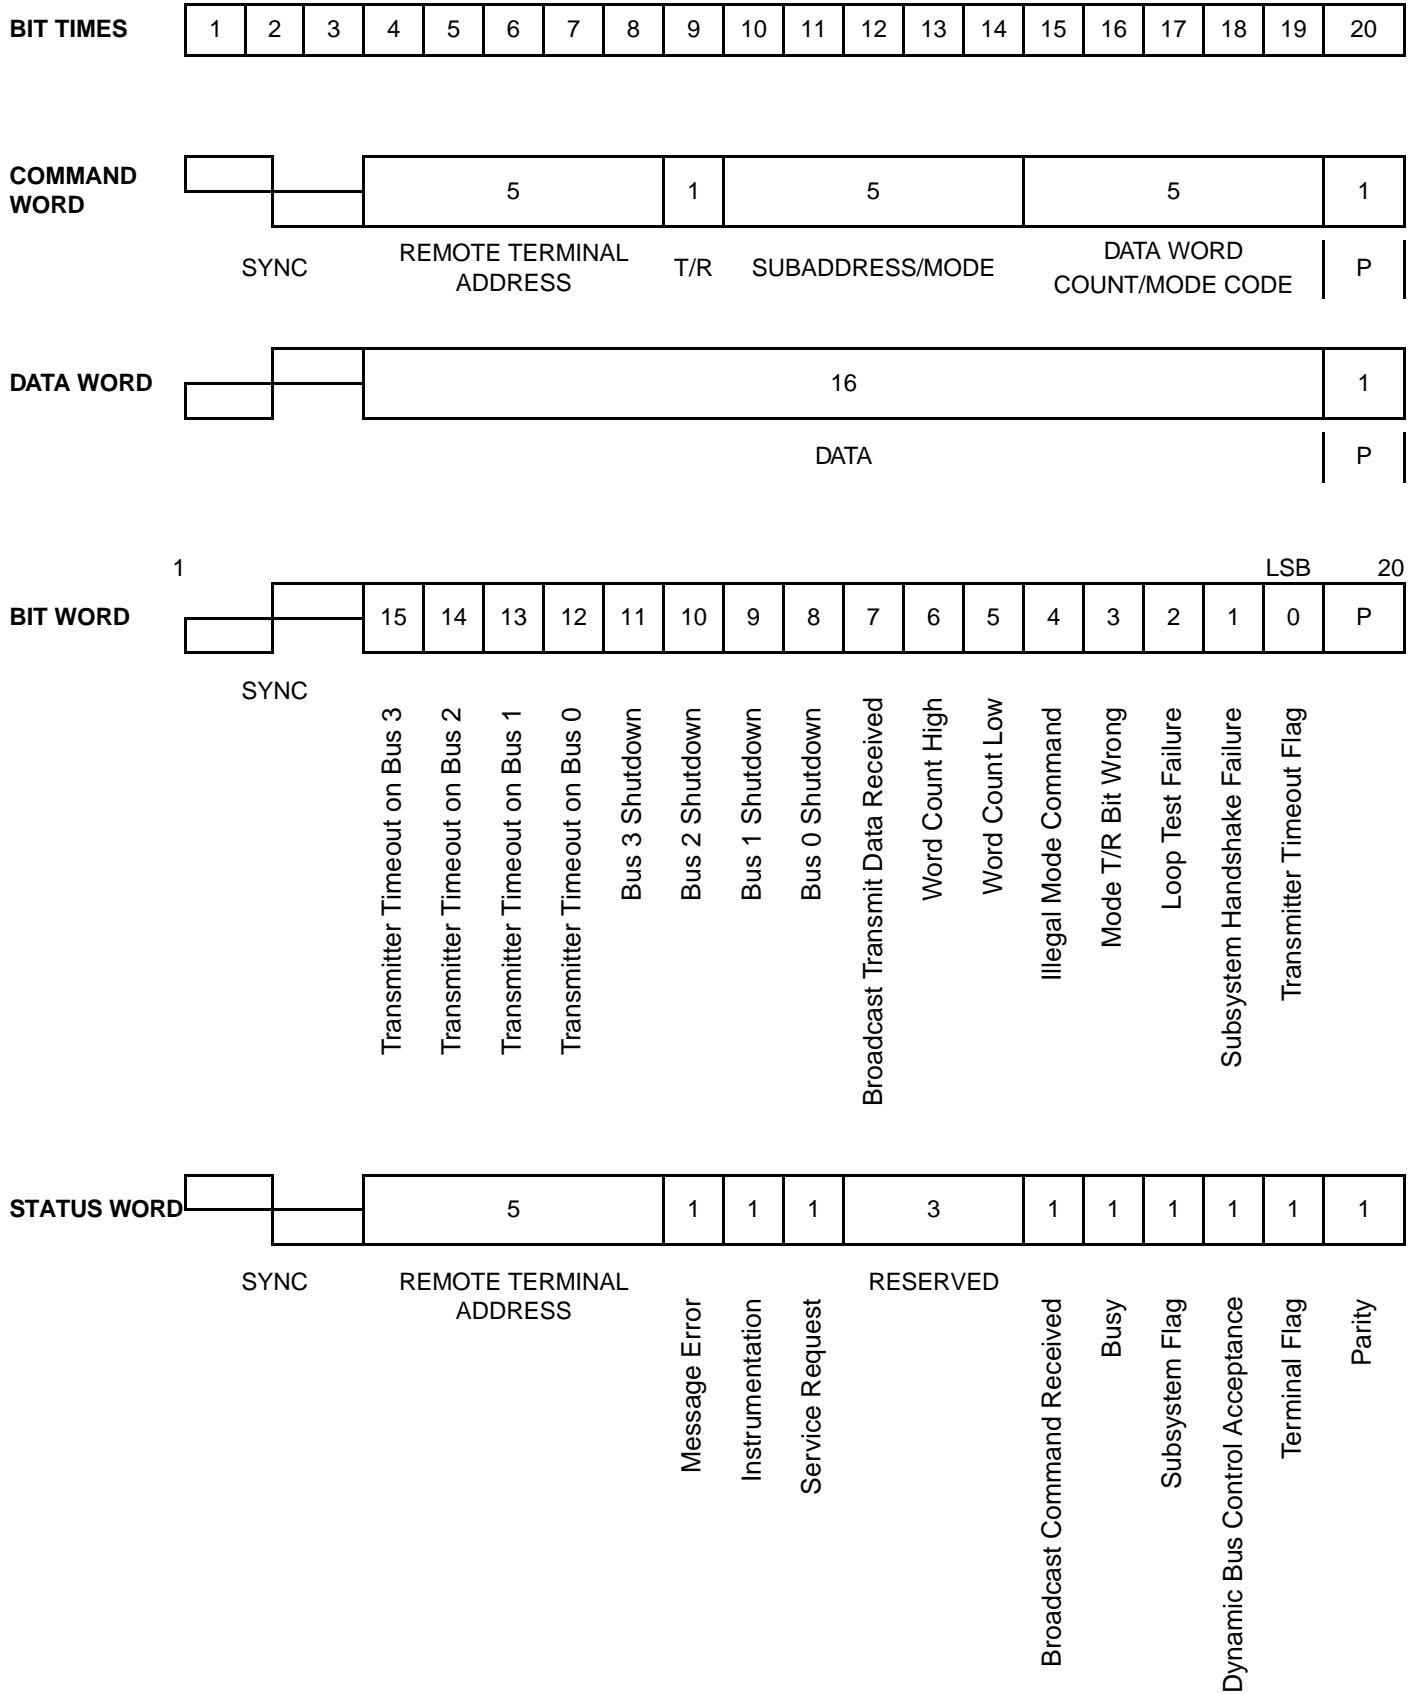 BIT TIMES 1 2 3 4 5 6 7 8 9 10 11 12 13 14 15 16 17 18 19 20
COMMAND
WORD
5 1 5 5 1
SYNC
REMOTE TERMINAL
ADDRESS
T/R
SUBADDRESS/MODE
DATA WORD
COUNT/MODE CODE
P
DATA WORD 16 1
DATA P
1 LSB 20
BIT WORD 15 14 13 12 11 10 9 8 7 6 5 4 3 2 1 0 P
SYNC
Transmitter Timeout on Bus 3
Transmitter Timeout on Bus 2
Transmitter Timeout on Bus 1
Transmitter Timeout on Bus 0
Bus 3 Shutdown
Bus 2 Shutdown
Bus 1 Shutdown
Bus 0 Shutdown
Broadcast Transmit Data Received
Word Count High
Word Count Low
Illegal Mode Command
Mode T/R Bit Wrong
Loop Test Failure
Subsystem Handshake Failure
Transmitter Timeout Flag
STATUS WORD 5 1 1 1 3 1 1 1 1 1 1
SYNC
REMOTE TERMINAL
ADDRESS
Message Error
Instrumentation
Service Request
RESERVED
Broadcast Command Received
Busy
Subsystem Flag
Dynamic Bus Control Acceptance
Terminal Flag
Parity